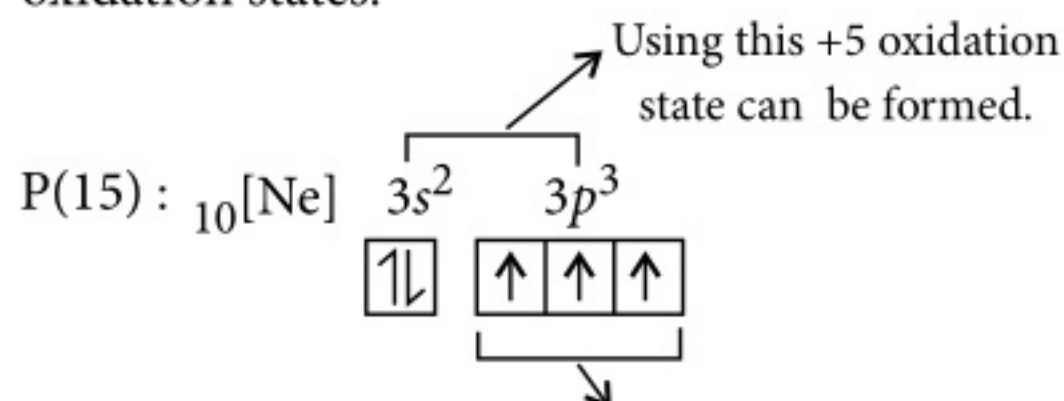 oxidation states.
Using this +5 oxidation
state can be formed.
P(15) : ₁₀[Ne] 3s² 3p³